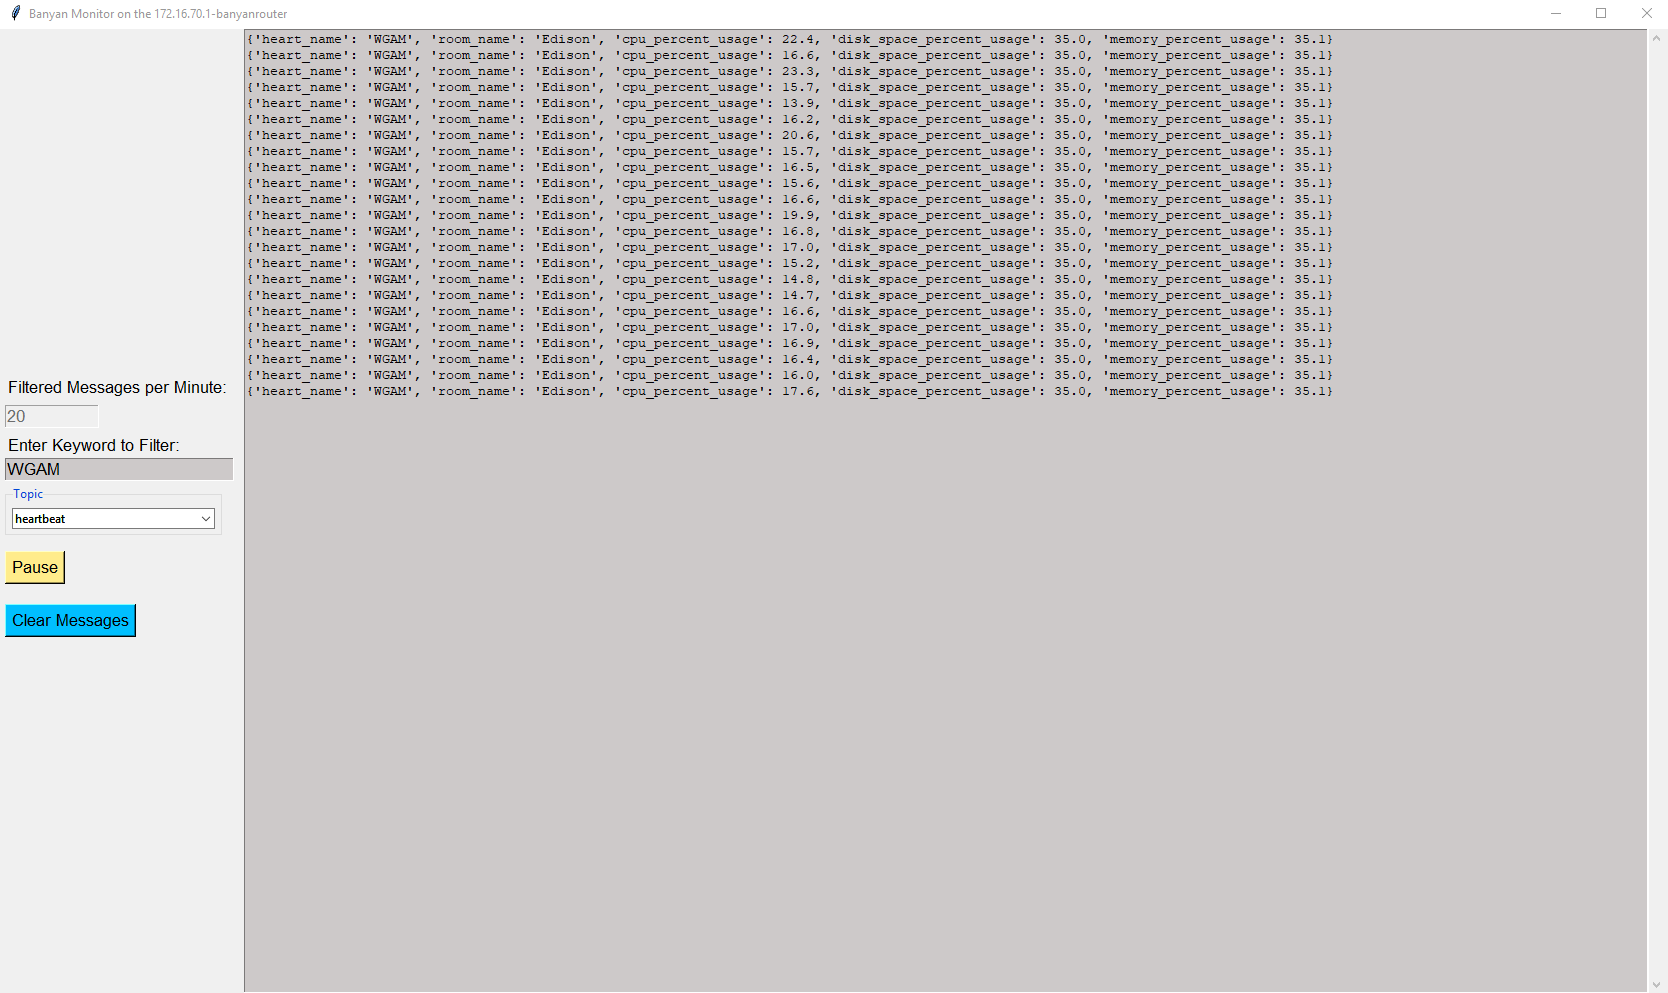 Banyan Monitor on the 172.16.70.1-banyanrouter
{'heart_name': 'WGAM', 'room_name': 'Edison', 'cpu_percent_usage': 22.4, 'disk_space_percent_usage': 35.0, 'memory_percent_usage': 35.1}
{'heart_name': 'WGAM', 'room_name': 'Edison', 'cpu_percent_usage': 16.6, 'disk_space_percent_usage': 35.0, 'memory_percent_usage': 35.1}
{'heart_name': 'WGAM', 'room_name': 'Edison', 'cpu_percent_usage': 23.3, 'disk_space_percent_usage': 35.0, 'memory_percent_usage': 35.1}
{'heart_name': 'WGAM', 'room_name': 'Edison', 'cpu_percent_usage': 15.7, 'disk_space_percent_usage': 35.0, 'memory_percent_usage': 35.1}
{'heart_name': 'WGAM', 'room_name': 'Edison', 'cpu_percent_usage': 13.9, 'disk_space_percent_usage': 35.0, 'memory_percent_usage': 35.1}
{'heart_name': 'WGAM', 'room_name': 'Edison', 'cpu_percent_usage': 16.2, 'disk_space_percent_usage': 35.0, 'memory_percent_usage': 35.1}
{'heart_name': 'WGAM', 'room_name': 'Edison', 'cpu_percent_usage': 20.6, 'disk_space_percent_usage': 35.0, 'memory_percent_usage': 35.1}
{'heart_name': 'WGAM', 'room_name': 'Edison', 'cpu_percent_usage': 15.7, 'disk_space_percent_usage': 35.0, 'memory_percent_usage': 35.1}
{'heart_name': 'WGAM', 'room_name': 'Edison', 'cpu_percent_usage': 16.5, 'disk_space_percent_usage': 35.0, 'memory_percent_usage': 35.1}
{'heart_name': 'WGAM', 'room_name': 'Edison', 'cpu_percent_usage': 15.6, 'disk_space_percent_usage': 35.0, 'memory_percent_usage': 35.1}
{'heart_name': 'WGAM', 'room_name': 'Edison', 'cpu_percent_usage': 16.6, 'disk_space_percent_usage': 35.0, 'memory_percent_usage': 35.1}
{'heart_name': 'WGAM', 'room_name': 'Edison', 'cpu_percent_usage': 19.9, 'disk_space_percent_usage': 35.0, 'memory_percent_usage': 35.1}
{'heart_name': 'WGAM', 'room_name': 'Edison', 'cpu_percent_usage': 16.8, 'disk_space_percent_usage': 35.0, 'memory_percent_usage': 35.1}
{'heart_name': 'WGAM', 'room_name': 'Edison', 'cpu_percent_usage': 17.0, 'disk_space_percent_usage': 35.0, 'memory_percent_usage': 35.1}
{'heart_name': 'WGAM', 'room_name': 'Edison', 'cpu_percent_usage': 15.2, 'disk_space_percent_usage': 35.0, 'memory_percent_usage': 35.1}
{'heart_name': 'WGAM', 'room_name': 'Edison', 'cpu_percent_usage': 14.8, 'disk_space_percent_usage': 35.0, 'memory_percent_usage': 35.1}
{'heart_name': 'WGAM', 'room_name': 'Edison', 'cpu_percent_usage': 14.7, 'disk_space_percent_usage': 35.0, 'memory_percent_usage': 35.1}
{'heart_name': 'WGAM', 'room_name': 'Edison', 'cpu_percent_usage': 16.6, 'disk_space_percent_usage': 35.0, 'memory_percent_usage': 35.1}
{'heart_name': 'WGAM', 'room_name': 'Edison', 'cpu_percent_usage': 17.0, 'disk_space_percent_usage': 35.0, 'memory_percent_usage': 35.1}
{'heart_name': 'WGAM', 'room_name': 'Edison', 'cpu_percent_usage': 16.9, 'disk_space_percent_usage': 35.0, 'memory_percent_usage': 35.1}
{'heart_name': 'WGAM', 'room_name': 'Edison', 'cpu_percent_usage': 16.4, 'disk_space_percent_usage': 35.0, 'memory_percent_usage': 35.1}
{'heart_name': 'WGAM', 'room_name': 'Edison', 'cpu_percent_usage': 16.0, 'disk_space_percent_usage': 35.0, 'memory_percent_usage': 35.1}
{'heart_name': 'WGAM', 'room_name': 'Edison', 'cpu_percent_usage': 17.6, 'disk_space_percent_usage': 35.0, 'memory_percent_usage': 35.1}
Filtered Messages per Minute:
20
Enter Keyword to Filter:
WGAM
Topic
heartbeat
Pause
Clear Messages